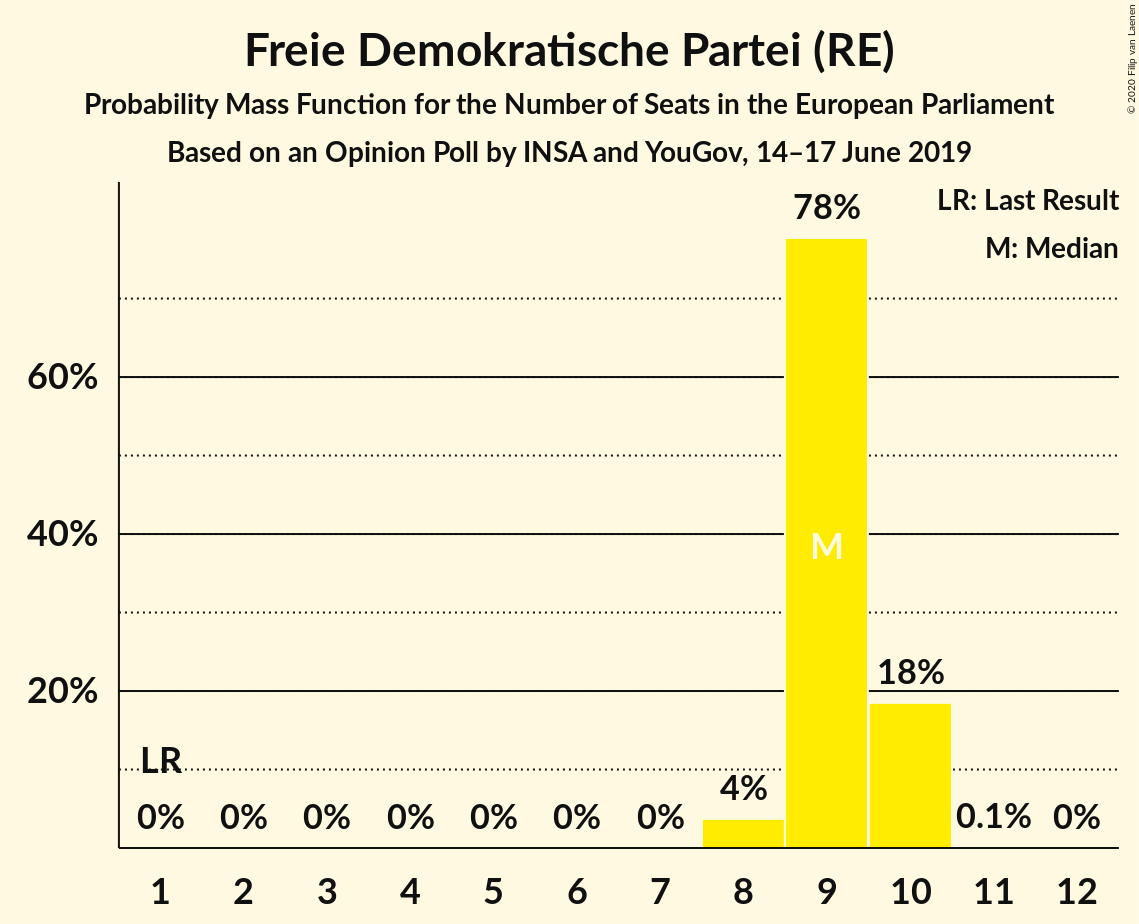 Freie Demokratische Partei (RE)
Probability Mass Function for the Number of Seats in the European Parliament
Based on an Opinion Poll by INSA and YouGov, 14–17 June 2019
© 2020 Filip van Laenen
LR: Last Result
M: Median
78%
60%
40%
M
20%
18%
LR
4%
0% 0% 0% 0% 0% 0% 0% 0.1% 0%
1 2 3 4 5 6 7 8 9 10 11 12